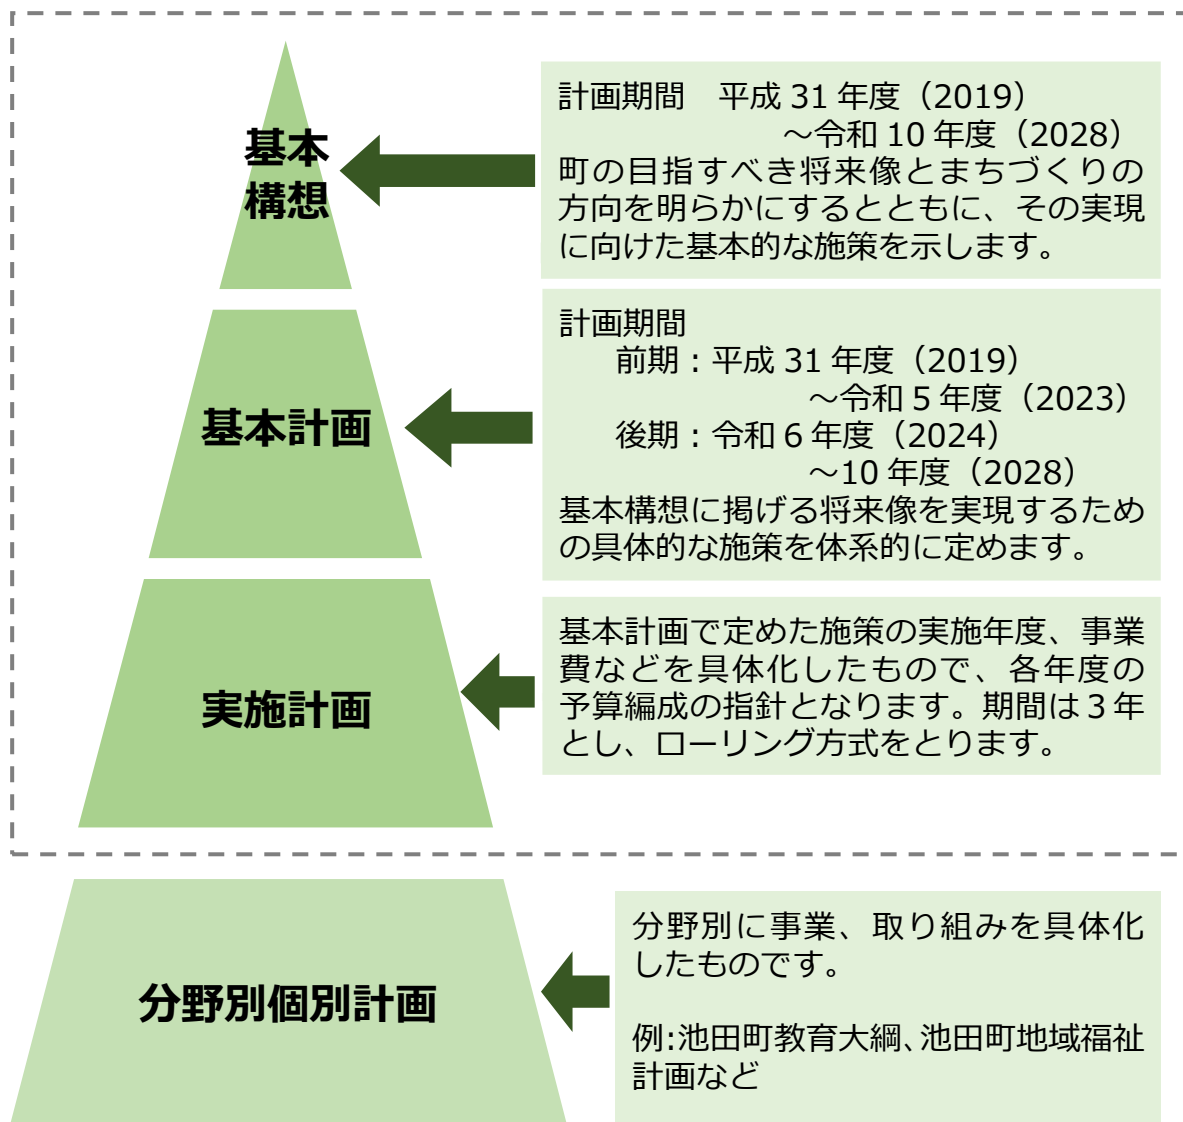 基本
構想
計画期間　平成 31 年度（2019）
～令和 10 年度（2028）
町の目指すべき将来像とまちづくりの
方向を明らかにするとともに、その実現
に向けた基本的な施策を示します。
基本計画
計画期間
前期：平成 31 年度（2019）
～令和 5 年度（2023）
後期：令和 6 年度（2024）
～10 年度（2028）
基本構想に掲げる将来像を実現するため
の具体的な施策を体系的に定めます。
実施計画
基本計画で定めた施策の実施年度、事業
費などを具体化したもので、各年度の
予算編成の指針となります。期間は 3 年
とし、ローリング方式をとります。
分野別個別計画
分野別に事業、取り組みを具体化
したものです。
例:池田町教育大綱、池田町地域福祉
計画など